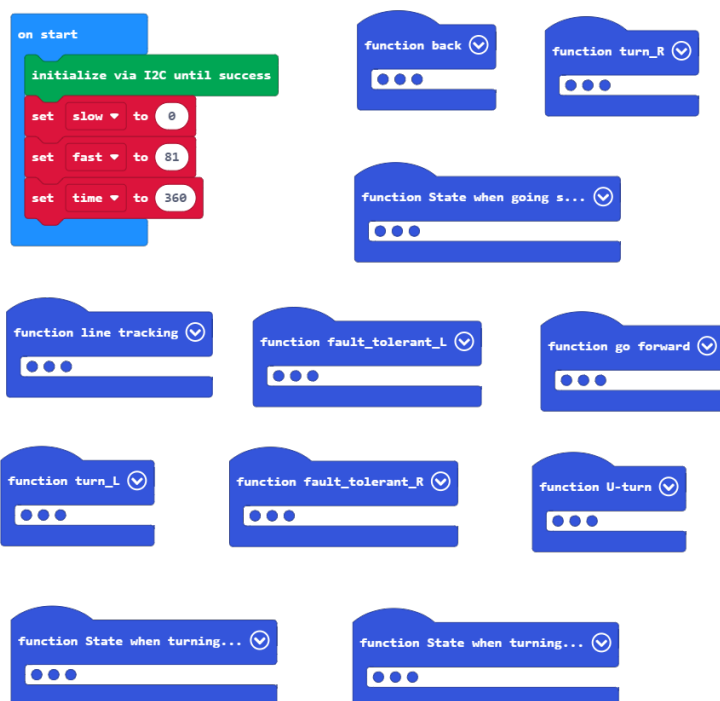 on start
initialize via I2C until success
set slow to 0
set fast to 81
set time to 360
function back
function turn_R
function State when going s...
function line tracking
function fault_tolerant_L
function go forward
function turn_L
function fault_tolerant_R
function U-turn
function State when turning...
function State when turning...